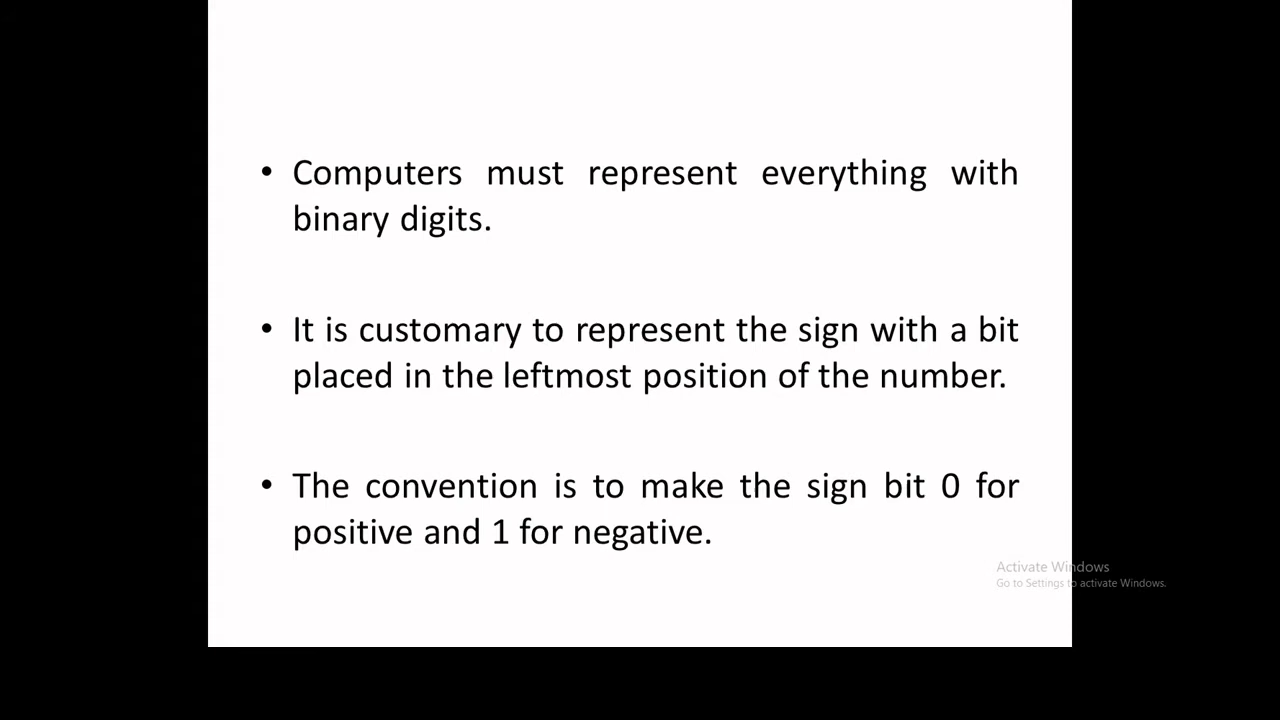 • Computers must represent everything with
binary digits.
• It is customary to represent the sign with a bit
placed in the leftmost position of the number.
• The convention is to make the sign bit 0 for
positive and 1 for negative.
Activate Windows
Go to Settings to activate Windows.